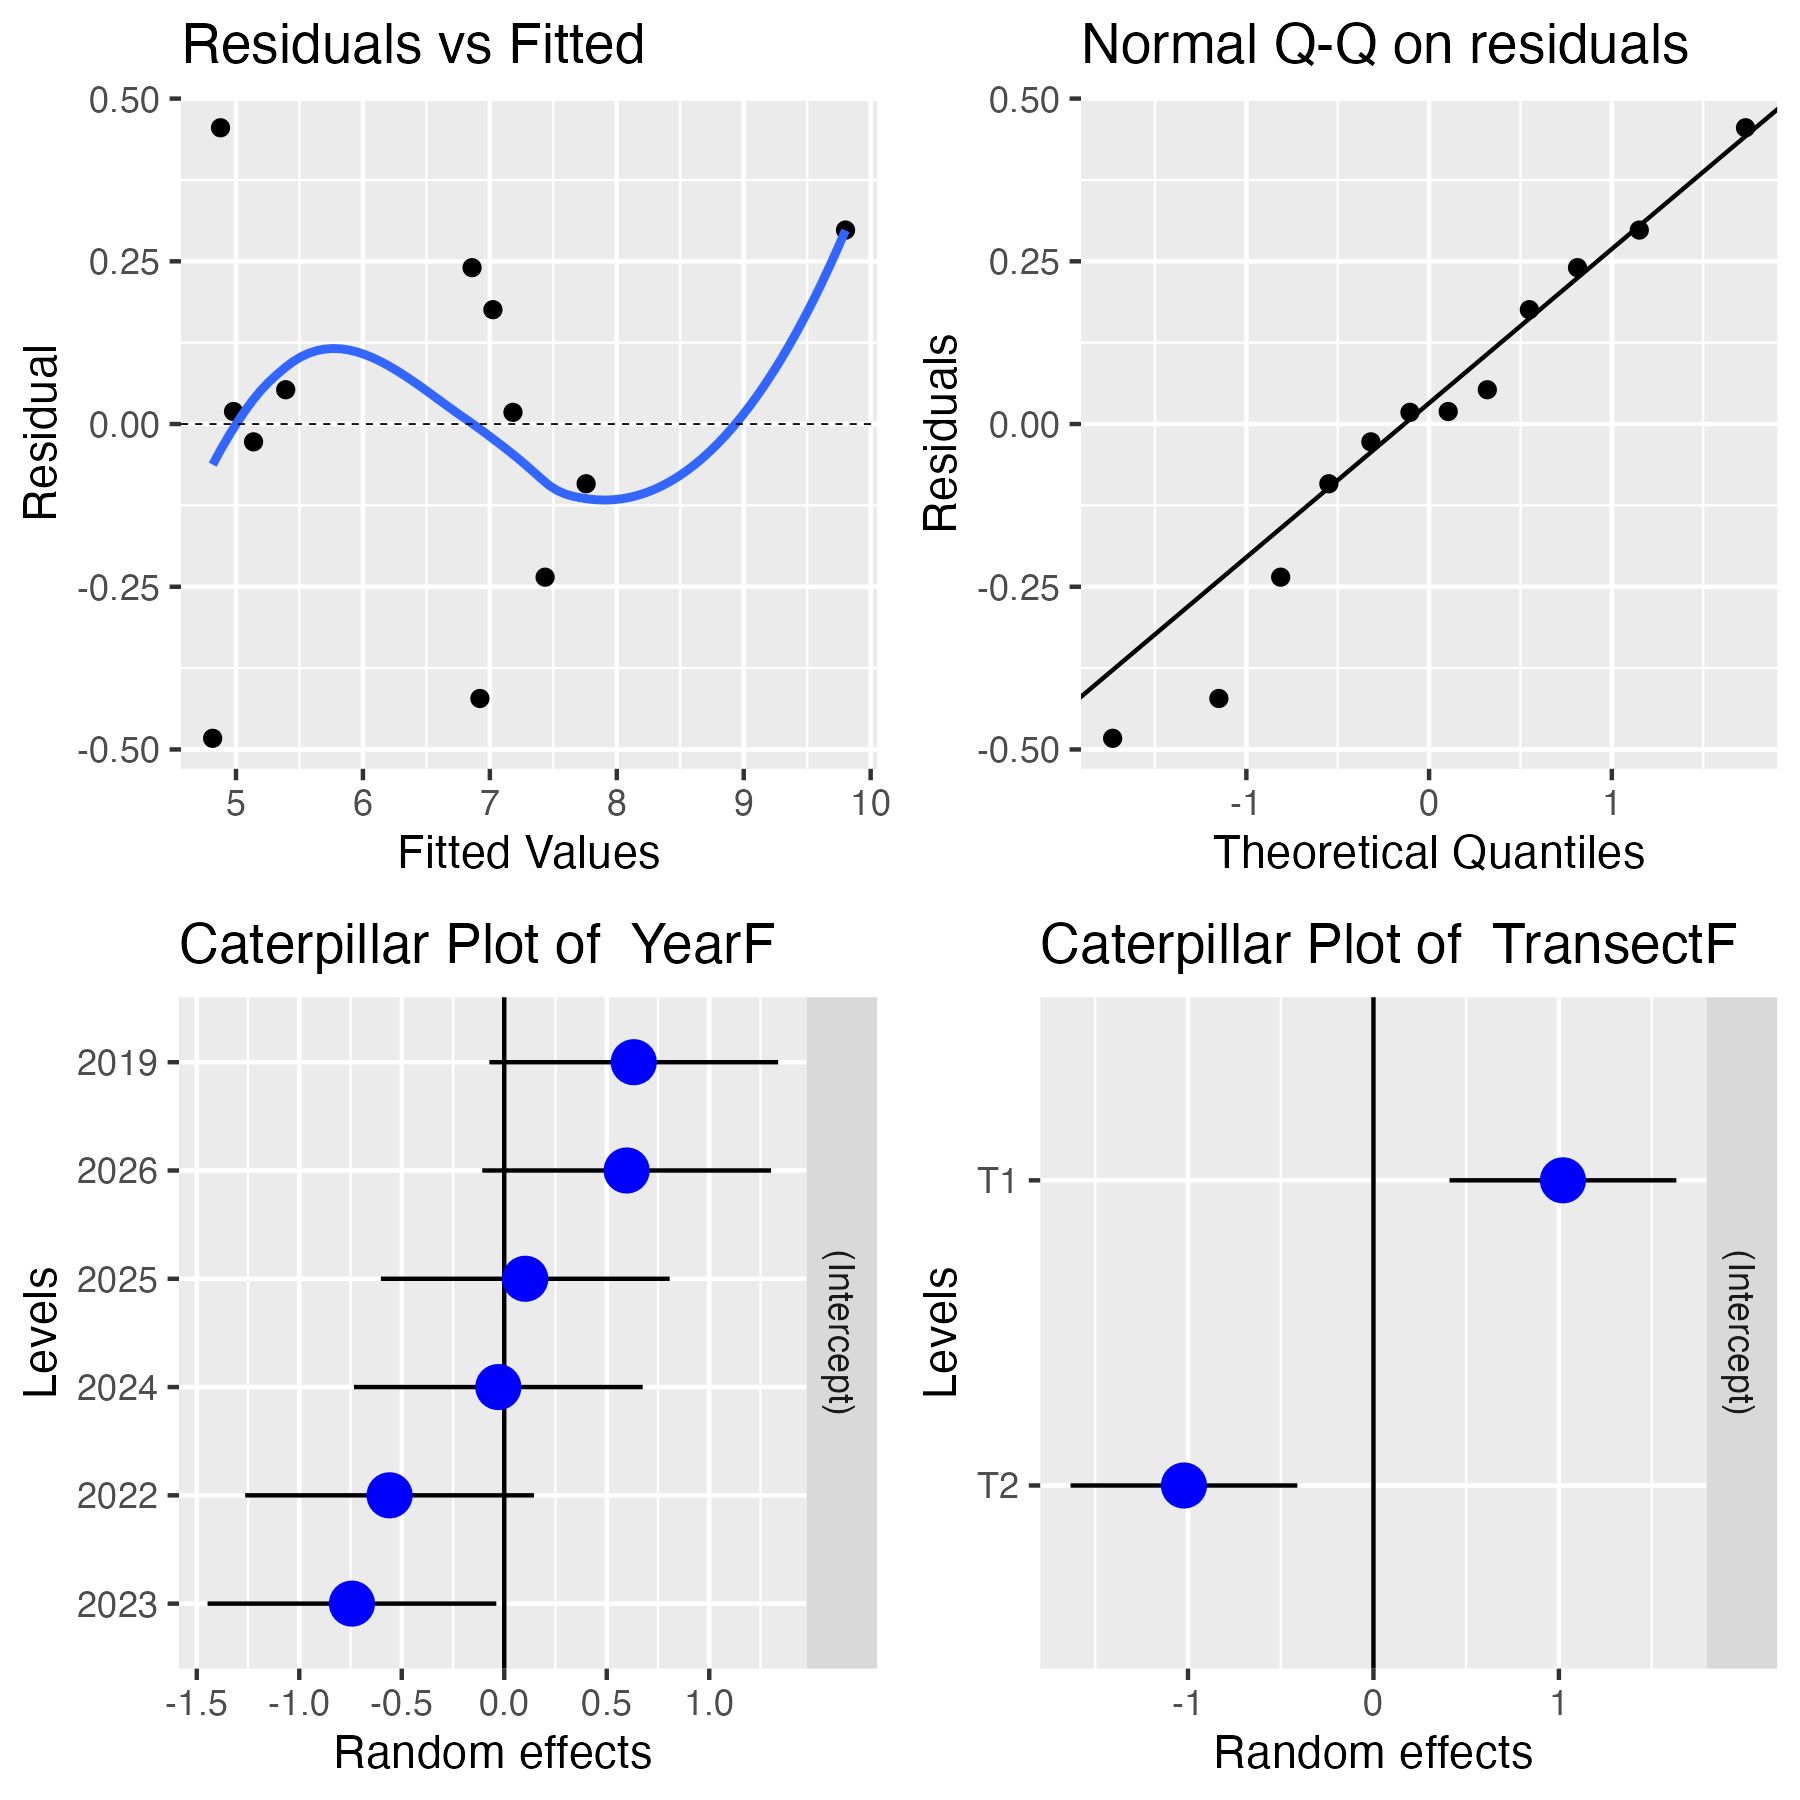 Residuals vs Fitted
0.50
0.25
0.00
-0.25
-0.50
Residual
5 6 7 8 9 10
Fitted Values
Normal Q-Q on residuals
0.50
0.25
0.00
-0.25
-0.50
Residuals
-1 0 1
Theoretical Quantiles
Caterpillar Plot of  YearF
2019
2026
2025
2024
2022
2023
Levels
(Intercept)
-1.5 -1.0 -0.5 0.0 0.5 1.0
Random effects
Caterpillar Plot of  TransectF
T1
T2
Levels
(Intercept)
-1 0 1
Random effects